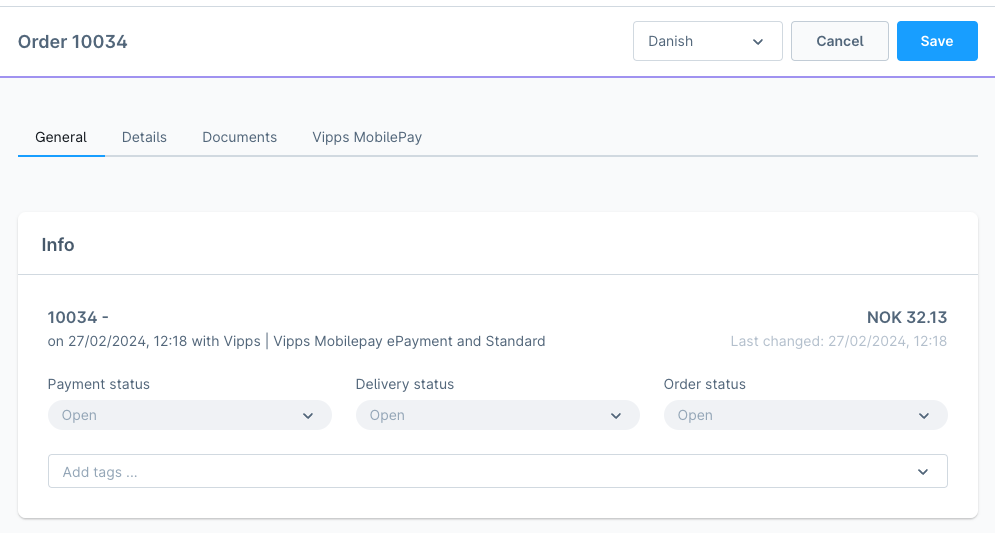 Order 10034
Danish
Cancel
Save
General
Details
Documents
Vipps MobilePay
Info
10034 -
NOK 32.13
on 27/02/2024, 12:18 with Vipps | Vipps Mobilepay ePayment and Standard
Last changed: 27/02/2024, 12:18
Payment status
Delivery status
Order status
Open
Open
Open
Add tags ...